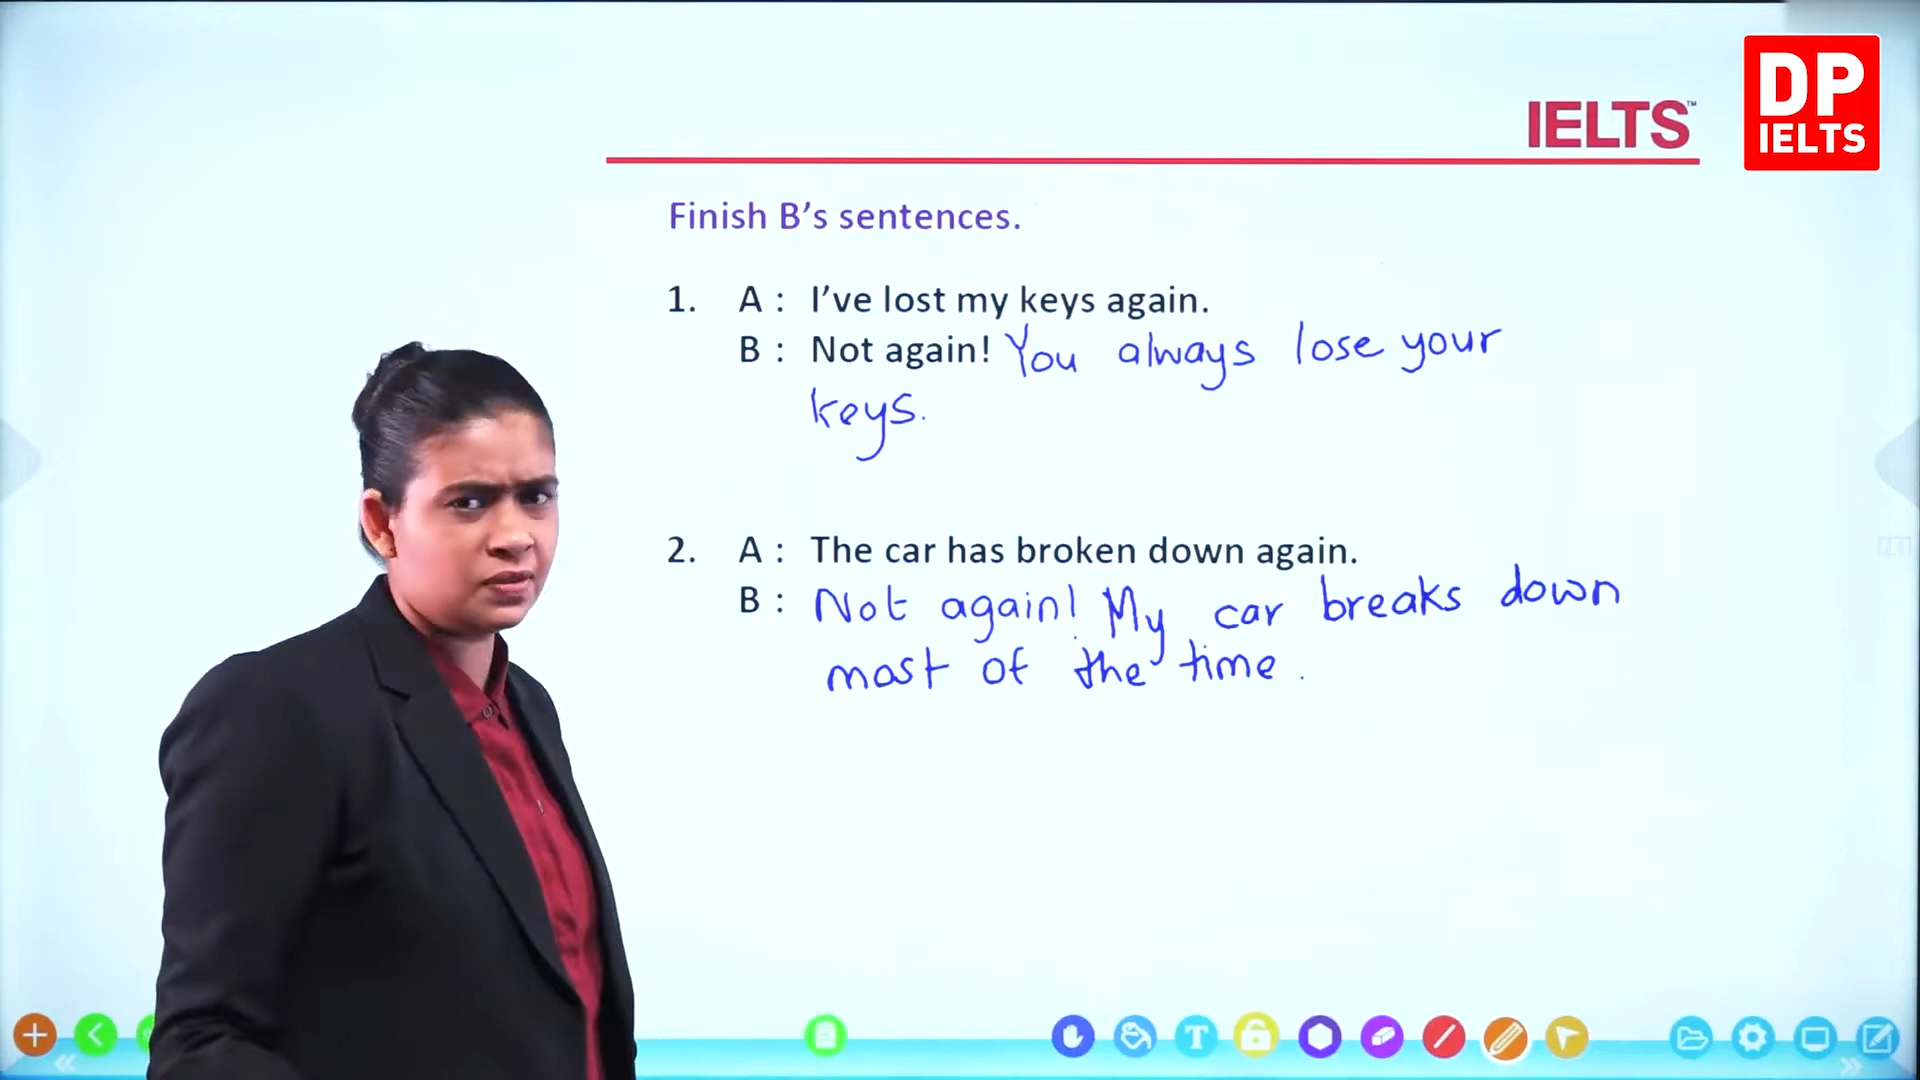 DP
IELTS
IELTS™
Finish B’s sentences.
1. A : I’ve lost my keys again.
B : Not again! You always lose your
keys.
2. A : The car has broken down again.
B : Not again! My car breaks down
most of the time.
T